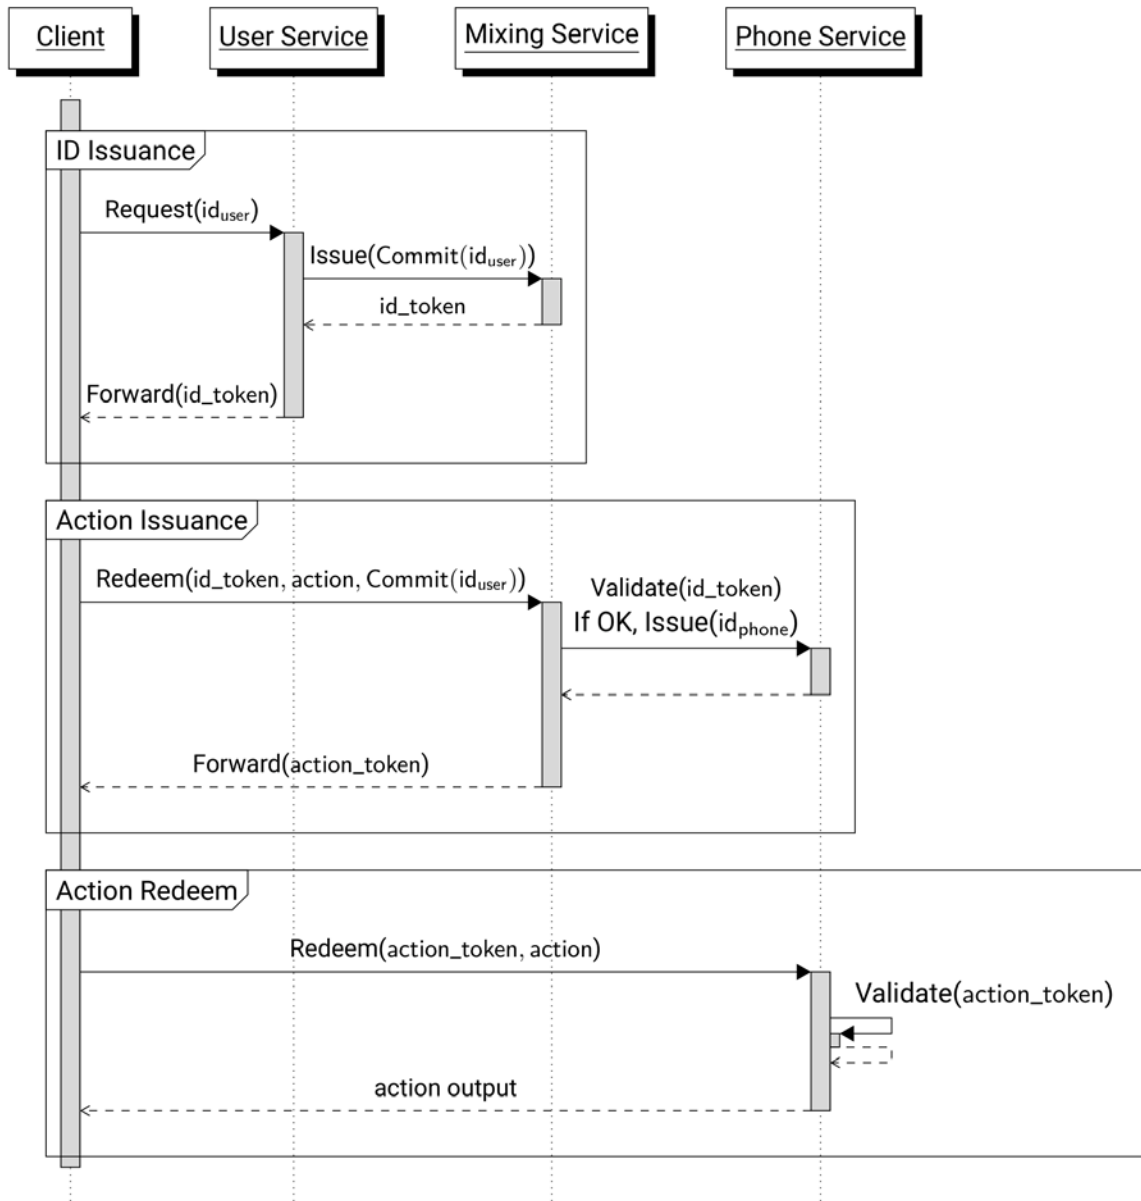 Client
User Service
Mixing Service
Phone Service
ID Issuance
Request(id_user)
Issue(Commit(id_user))
id_token
Forward(id_token)
Action Issuance
Redeem(id_token, action, Commit(id_user))
Validate(id_token)
If OK, Issue(id_phone)
Forward(action_token)
Action Redeem
Redeem(action_token, action)
Validate(action_token)
action output